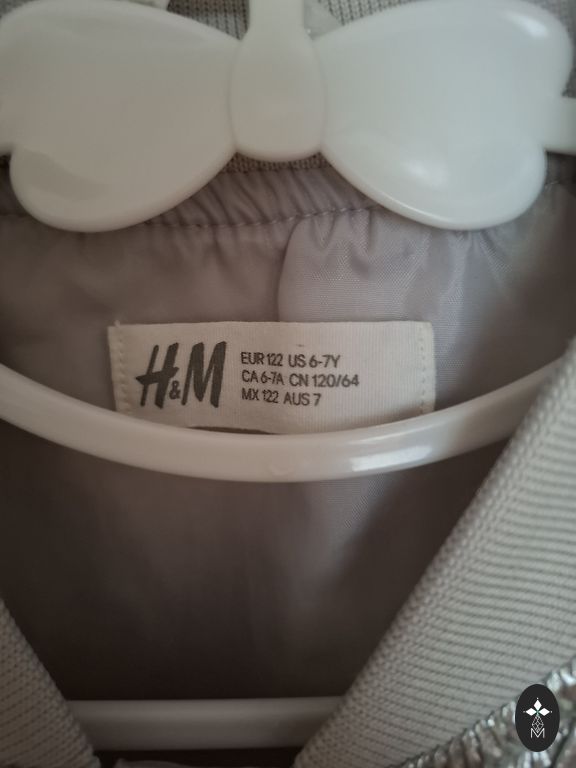 H&M
EUR 122 US 6-7Y
CA 6-7A CN 120/64
MX 122 AUS 7
M